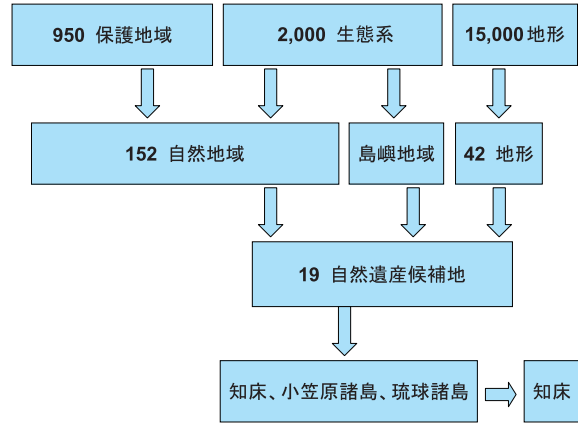 950 保護地域
2,000 生態系
15,000 地形
152 自然地域
島嶼地域
42 地形
19 自然遺産候補地
知床、小笠原諸島、琉球諸島
知床